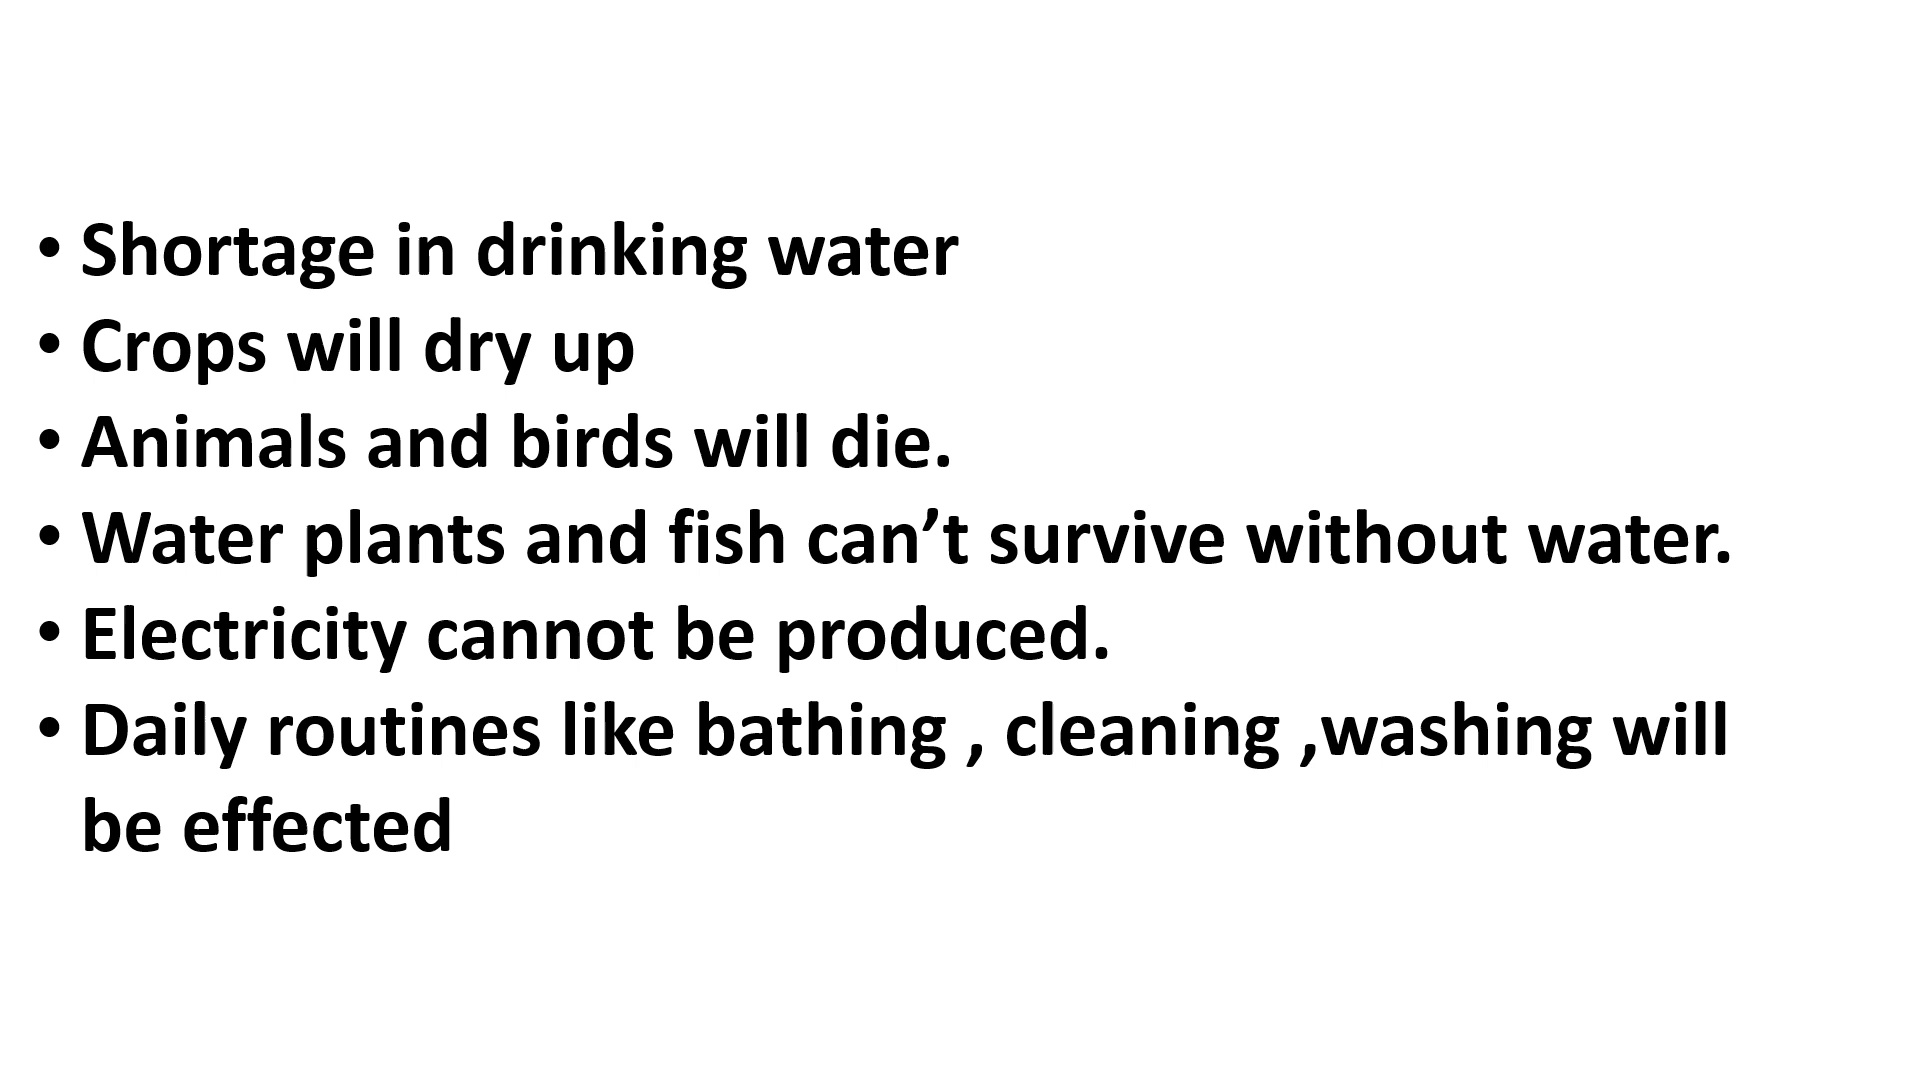 • Shortage in drinking water
• Crops will dry up
• Animals and birds will die.
• Water plants and fish can’t survive without water.
• Electricity cannot be produced.
• Daily routines like bathing , cleaning ,washing will
be effected